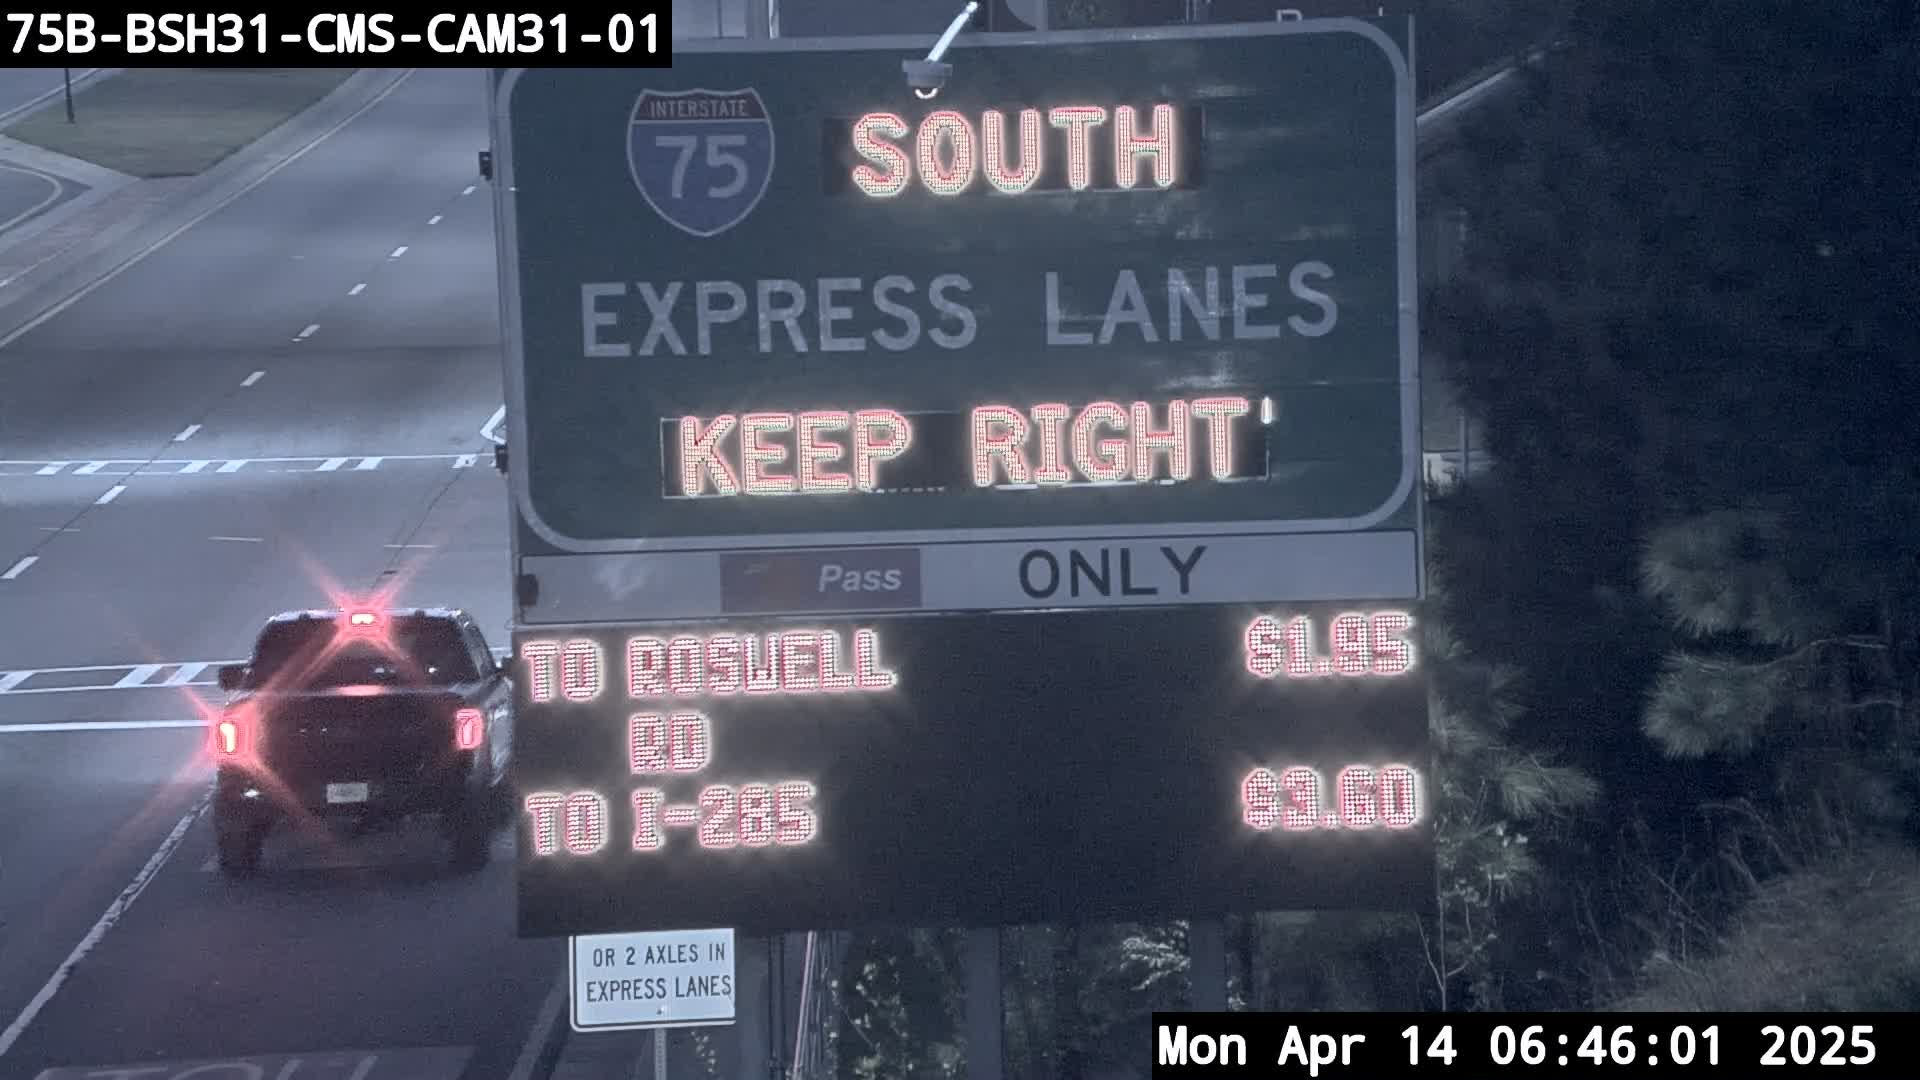 75B-BSH31-CMS-CAM31-01
INTERSTATE
75
SOUTH
EXPRESS LANES
KEEP RIGHT
Pass ONLY
TO ROSWELL $1.95
RD
TO I-285 $3.60
OR 2 AXLES IN
EXPRESS LANES
Mon Apr 14 06:46:01 2025